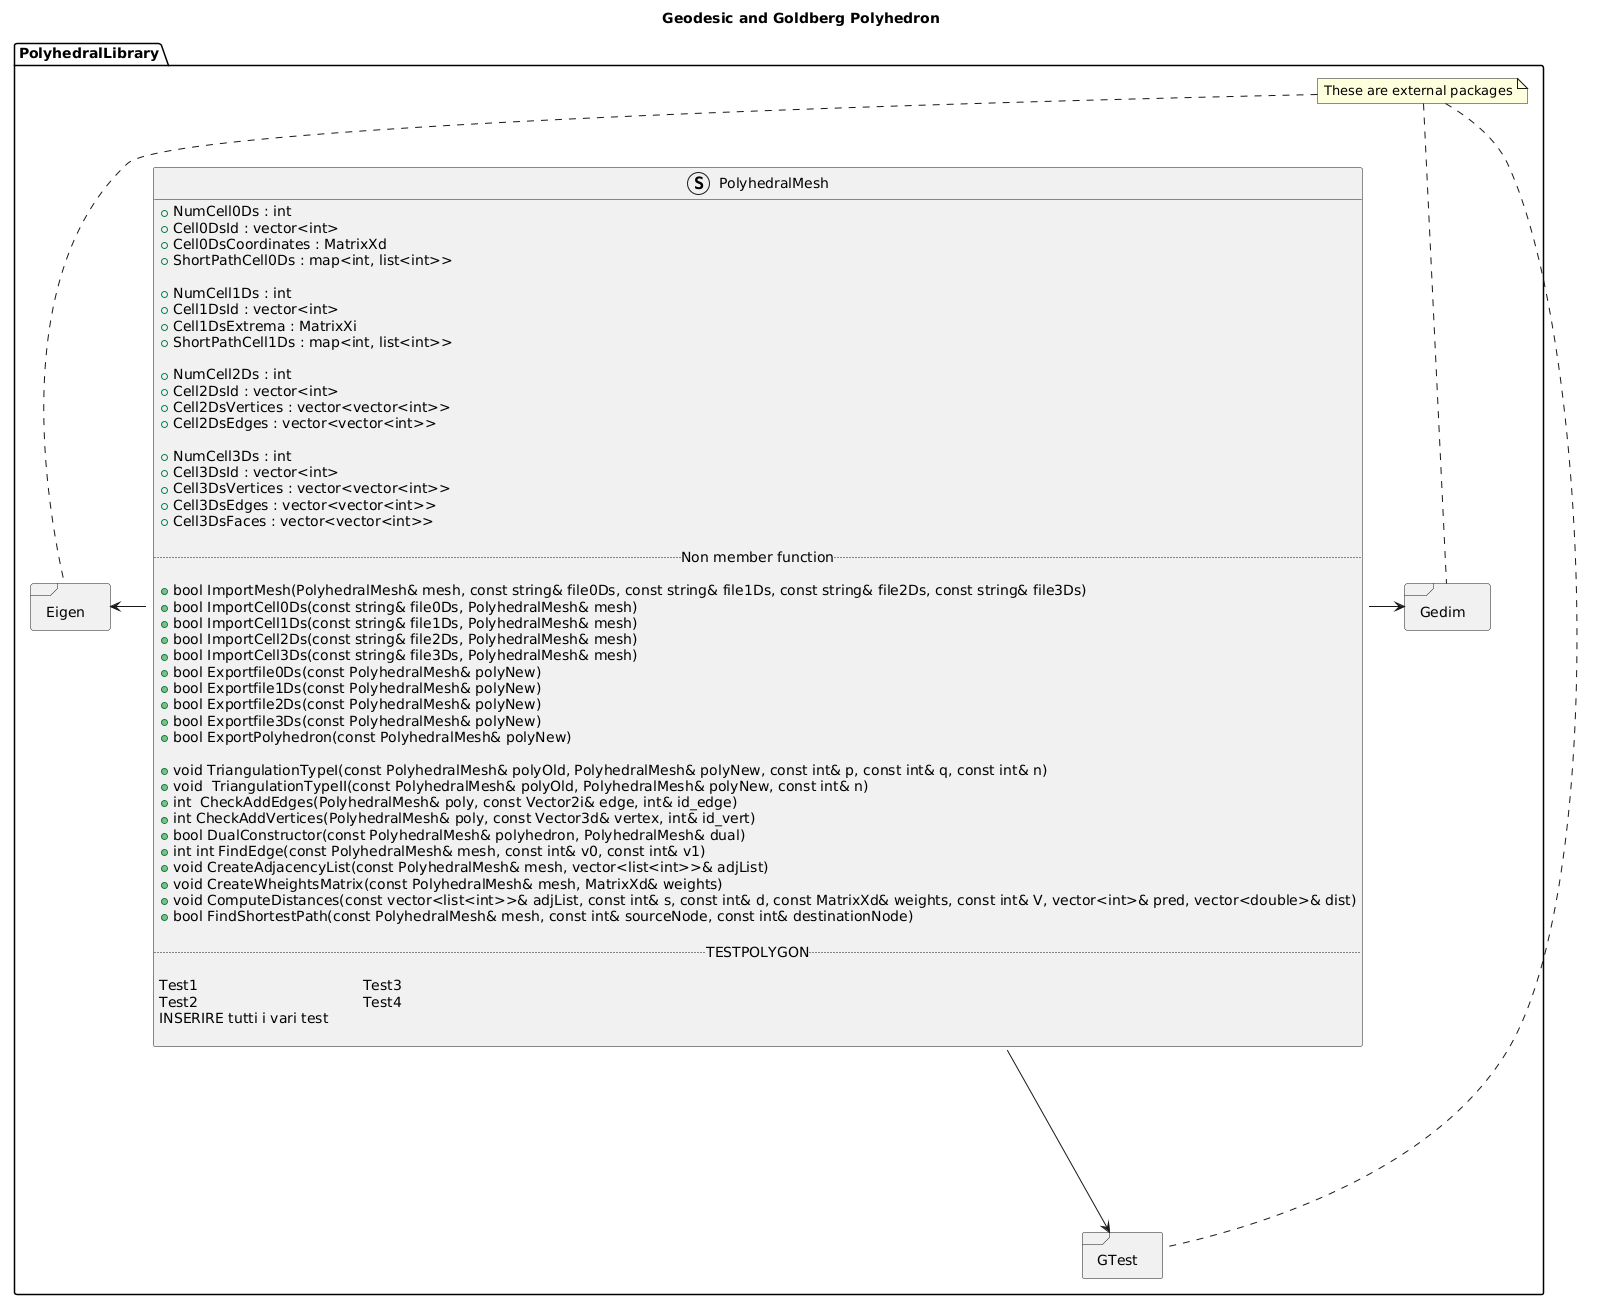 Geodesic and Goldberg Polyhedron
PolyhedralLibrary
These are external packages
S PolyhedralMesh
NumCell0Ds : int
Cell0DsId : vector<int>
Cell0DsCoordinates : MatrixXd
ShortPathCell0Ds : map<int, list<int>>
NumCell1Ds : int
Cell1DsId : vector<int>
Cell1DsExtrema : MatrixXi
ShortPathCell1Ds : map<int, list<int>>
NumCell2Ds : int
Cell2DsId : vector<int>
Cell2DsVertices : vector<vector<int>>
Cell2DsEdges : vector<vector<int>>
NumCell3Ds : int
Cell3DsId : vector<int>
Cell3DsVertices : vector<vector<int>>
Cell3DsEdges : vector<vector<int>>
Cell3DsFaces : vector<vector<int>>
Non member function
bool ImportMesh(PolyhedralMesh& mesh, const string& file0Ds, const string& file1Ds, const string& file2Ds, const string& file3Ds)
bool ImportCell0Ds(const string& file0Ds, PolyhedralMesh& mesh)
bool ImportCell1Ds(const string& file1Ds, PolyhedralMesh& mesh)
bool ImportCell2Ds(const string& file2Ds, PolyhedralMesh& mesh)
bool ImportCell3Ds(const string& file3Ds, PolyhedralMesh& mesh)
bool Exportfile0Ds(const PolyhedralMesh& polyNew)
bool Exportfile1Ds(const PolyhedralMesh& polyNew)
bool Exportfile2Ds(const PolyhedralMesh& polyNew)
bool Exportfile3Ds(const PolyhedralMesh& polyNew)
bool ExportPolyhedron(const PolyhedralMesh& polyNew)
void TriangulationTypeI(const PolyhedralMesh& polyOld, PolyhedralMesh& polyNew, const int& p, const int& q, const int& n)
void  TriangulationTypeII(const PolyhedralMesh& polyOld, PolyhedralMesh& polyNew, const int& n)
int  CheckAddEdges(PolyhedralMesh& poly, const Vector2i& edge, int& id_edge)
int CheckAddVertices(PolyhedralMesh& poly, const Vector3d& vertex, int& id_vert)
bool DualConstructor(const PolyhedralMesh& polyhedron, PolyhedralMesh& dual)
int int FindEdge(const PolyhedralMesh& mesh, const int& v0, const int& v1)
void CreateAdjacencyList(const PolyhedralMesh& mesh, vector<list<int>>& adjList)
void CreateWheightsMatrix(const PolyhedralMesh& mesh, MatrixXd& weights)
void ComputeDistances(const vector<list<int>>& adjList, const int& s, const int& d, const MatrixXd& weights, const int& V, vector<int>& pred, vector<double>& dist)
bool FindShortestPath(const PolyhedralMesh& mesh, const int& sourceNode, const int& destinationNode)
TESTPOLYGON
Test1 Test3
Test2 Test4
INSERIRE tutti i vari test
Eigen
Gedim
GTest